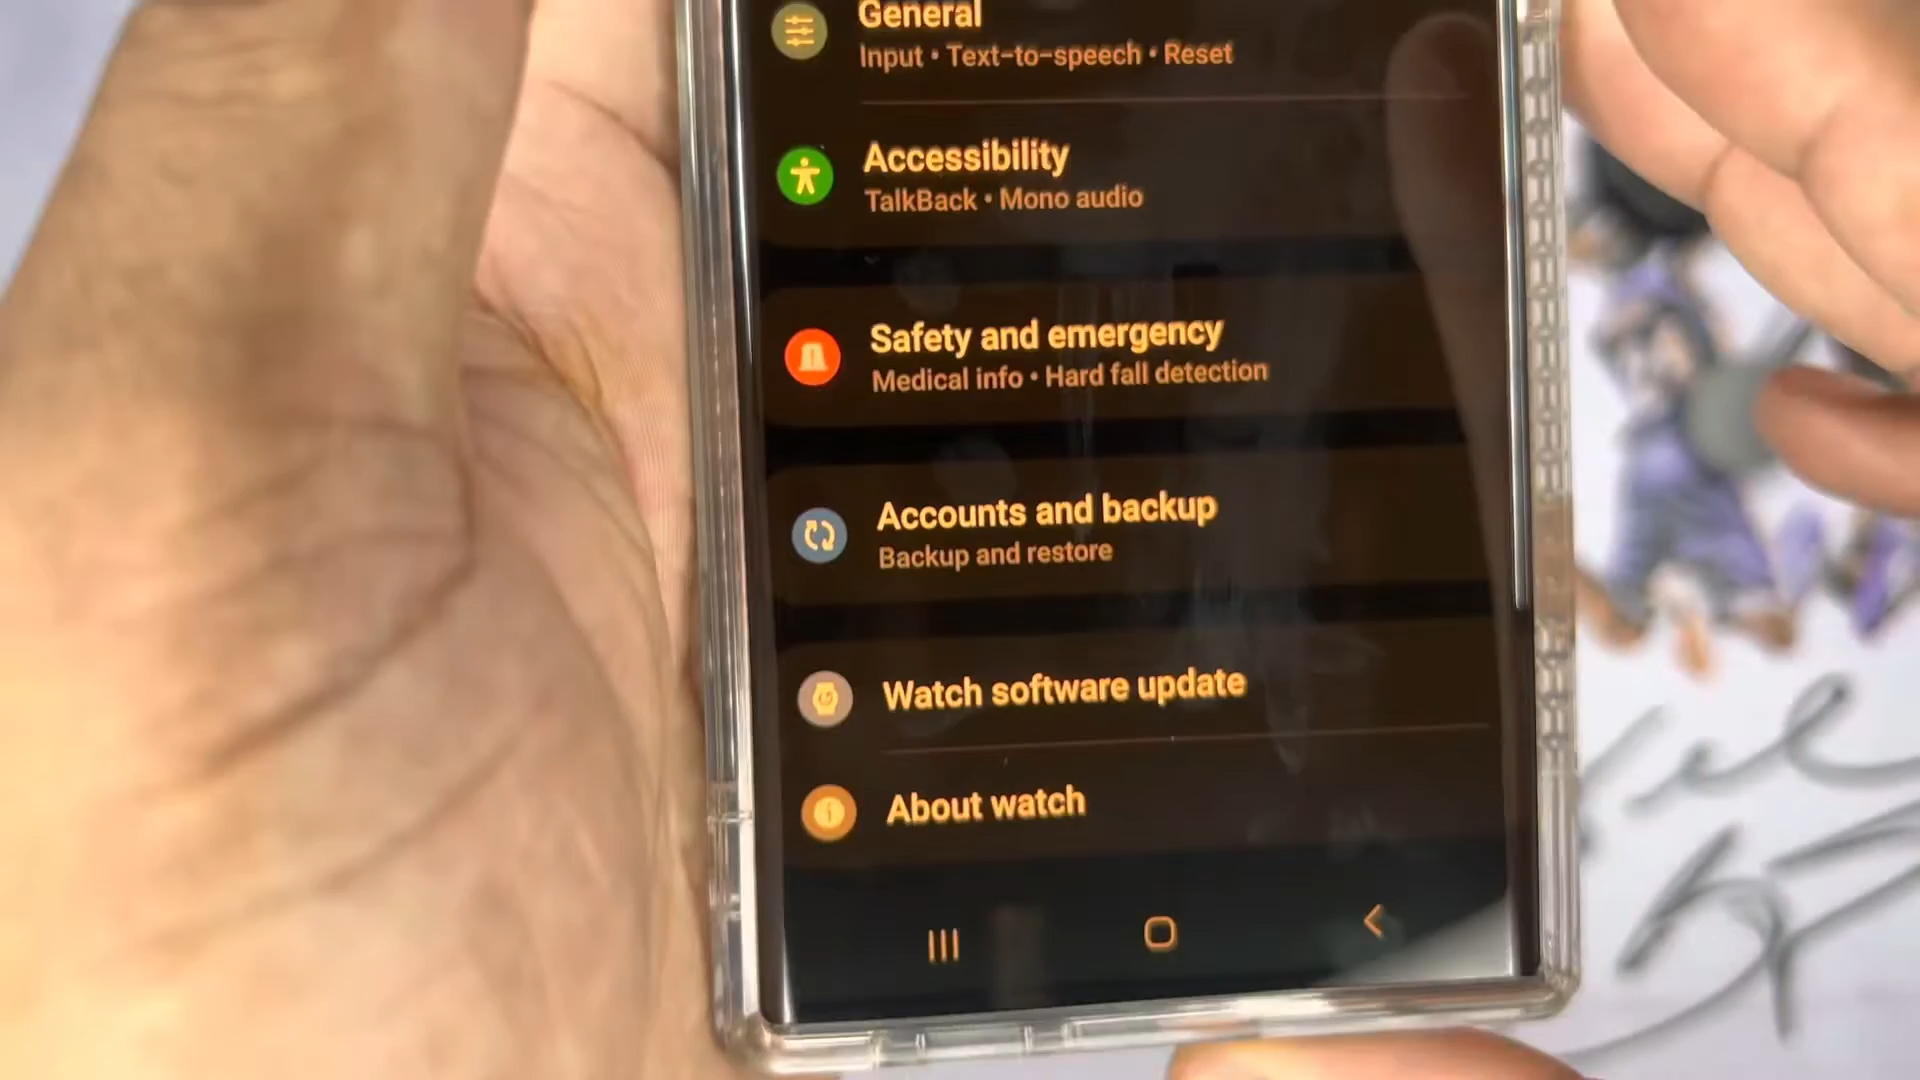 General
Input • Text-to-speech • Reset
Accessibility
TalkBack • Mono audio
Safety and emergency
Medical info • Hard fall detection
Accounts and backup
Backup and restore
Watch software update
About watch